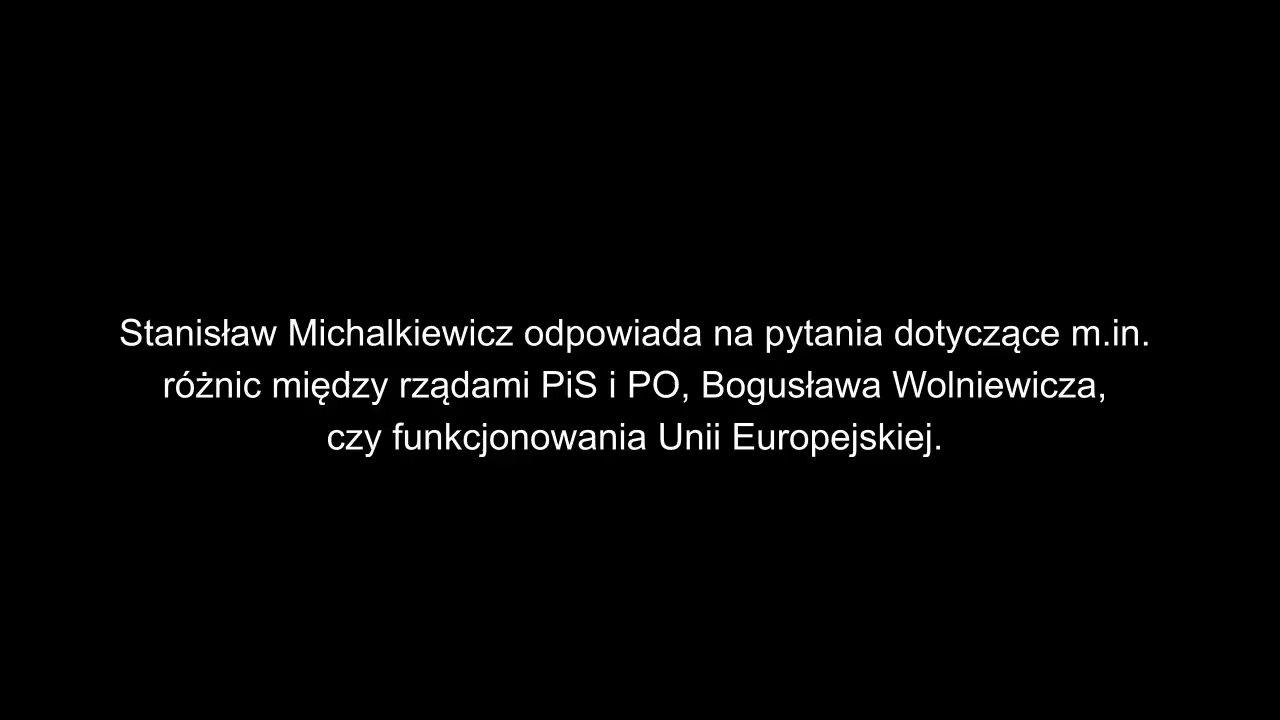 Stanisław Michalkiewicz odpowiada na pytania dotyczące m.in.
różnic między rządami PiS i PO, Bogusława Wolniewicza,
czy funkcjonowania Unii Europejskiej.